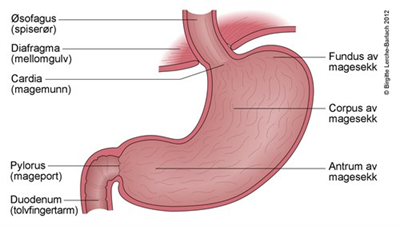 Øsofagus
(spiserør)
Diafragma
(mellomgulv)
Cardia
(magemunn)
Pylorus
(mageport)
Duodenum
(tolvfingertarm)
Fundus av
magesekk
Corpus av
magesekk
Antrum av
magesekk
© Birgitte Lerche-Barlach 2012